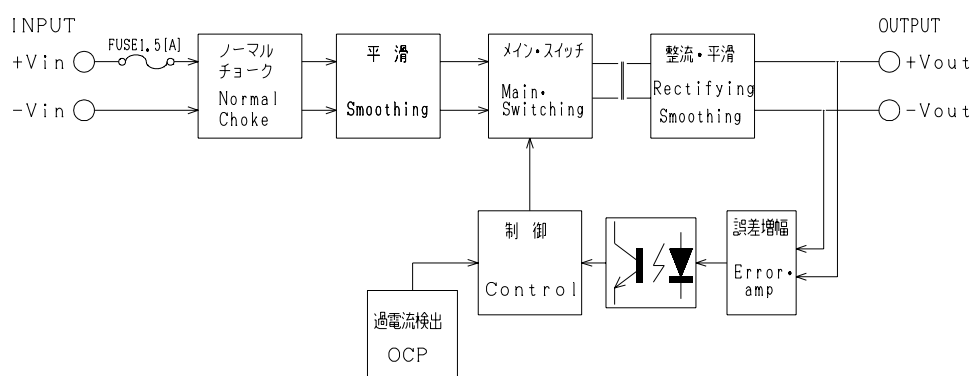 INPUT
OUTPUT
+Vin
FUSE1.5[A]
ノーマル
チョーク
Normal
Choke
平 滑
Smoothing
メイン・スイッチ
Main・
Switching
整流・平滑
Rectifying
Smoothing
+Vout
-Vin
-Vout
制 御
Control
誤差増幅
Error・
amp
過電流検出
OCP